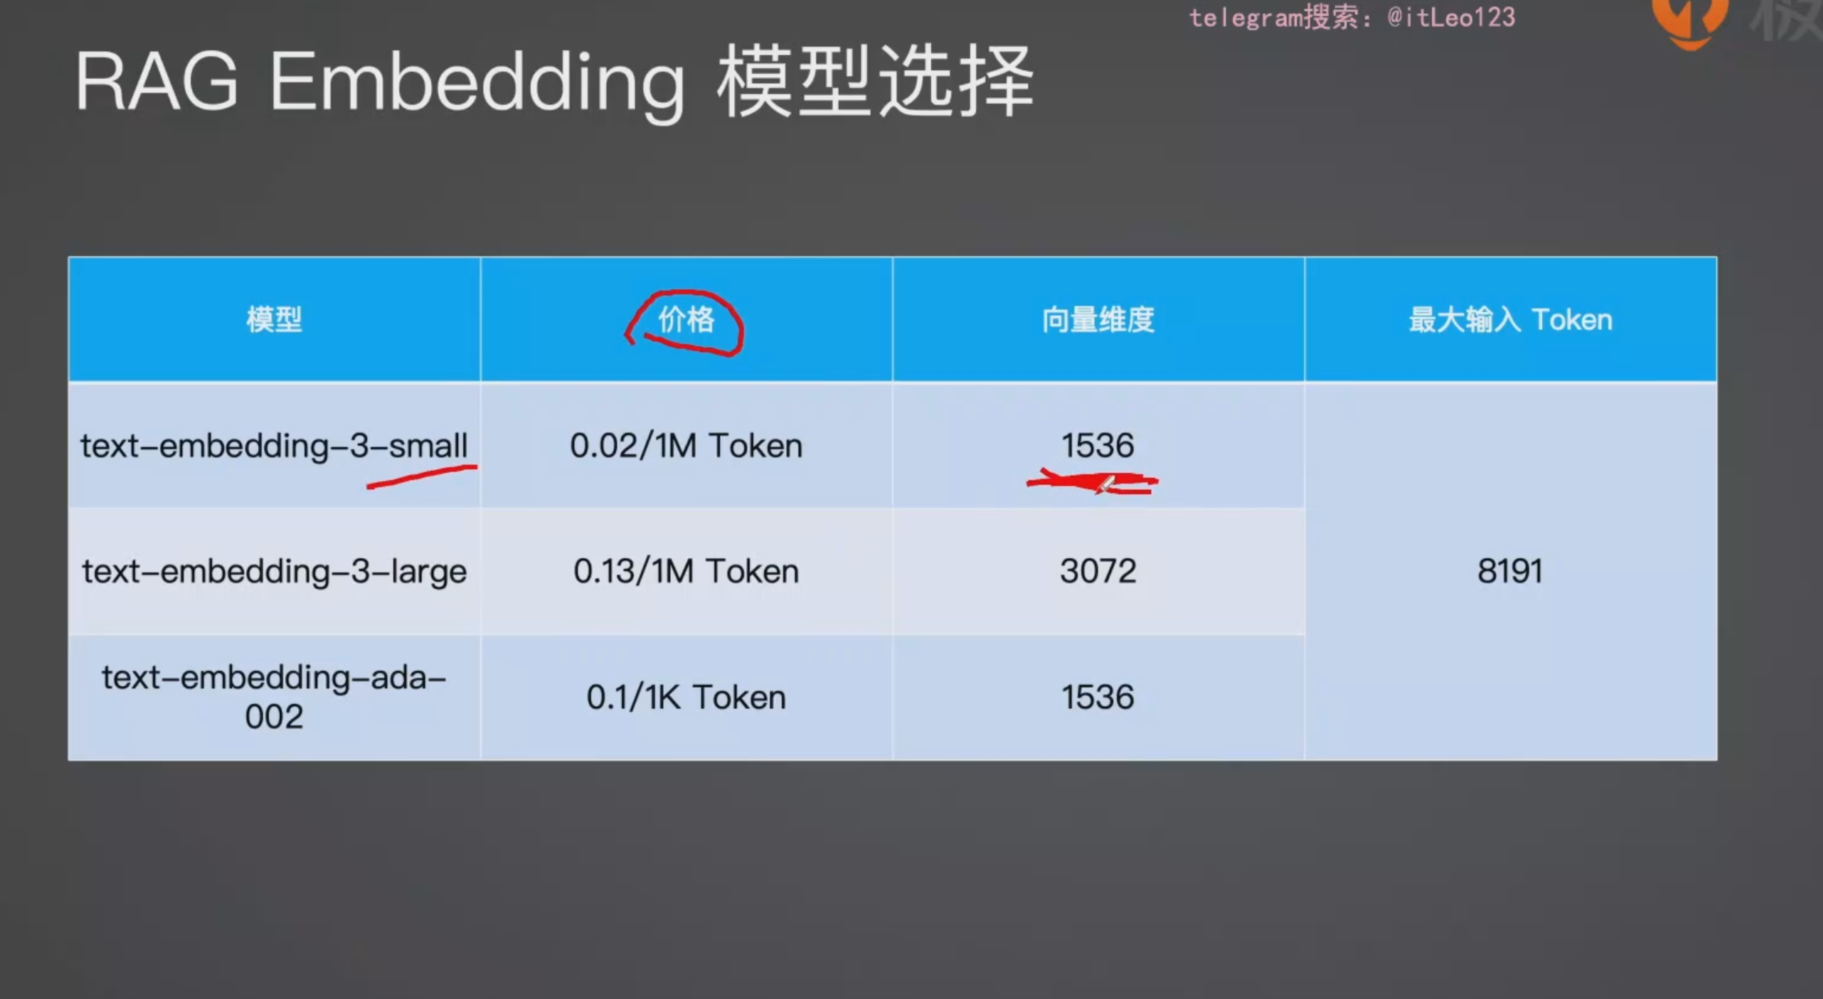 telegram搜索：@itLeo123
极
RAG Embedding 模型选择
模型
价格
向量维度
最大输入 Token
text-embedding-3-small
0.02/1M Token
1536
text-embedding-3-large
0.13/1M Token
3072
8191
text-embedding-ada-
002
0.1/1K Token
1536